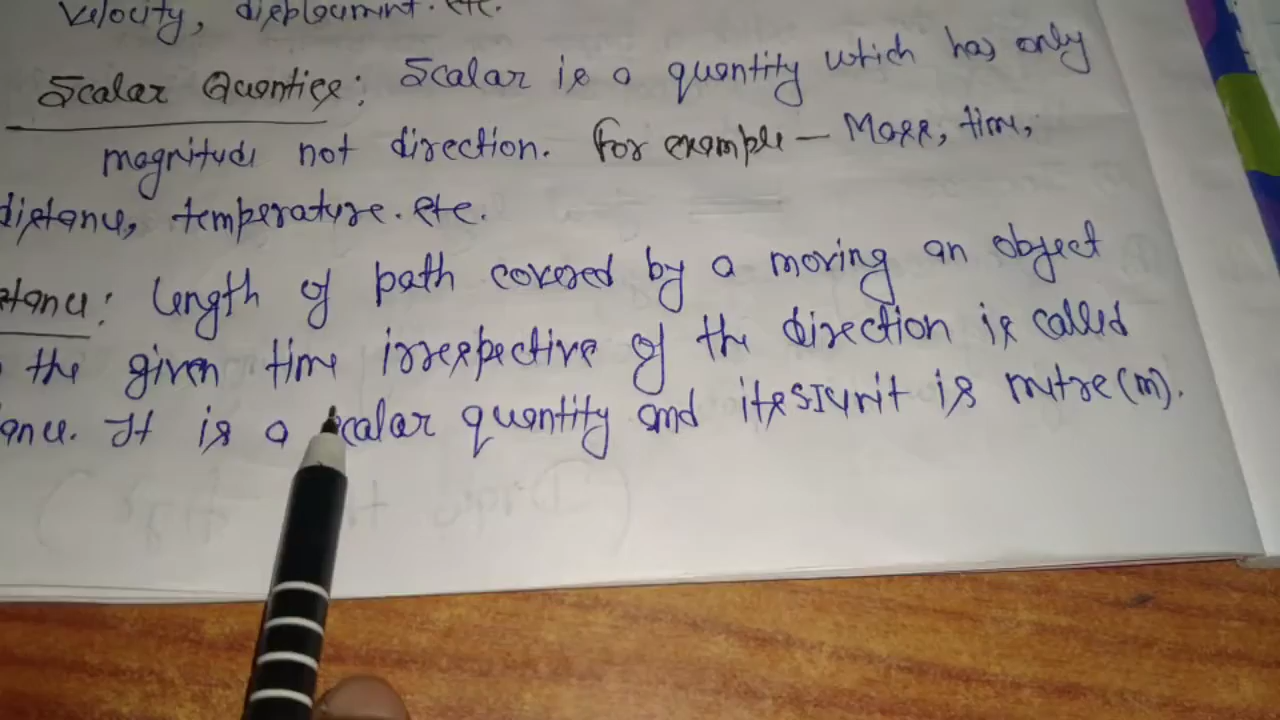 velocity, displacement. etc.
Scalar Quanties: Scalar is a quantity which has only
magnitude not direction. For example - Mass, time,
distance, temperature. etc.
stance: length of path covered by a moving an object
the given time irrespective of the direction is called
ance. It is a scalar quantity and its SI unit is metre (m).